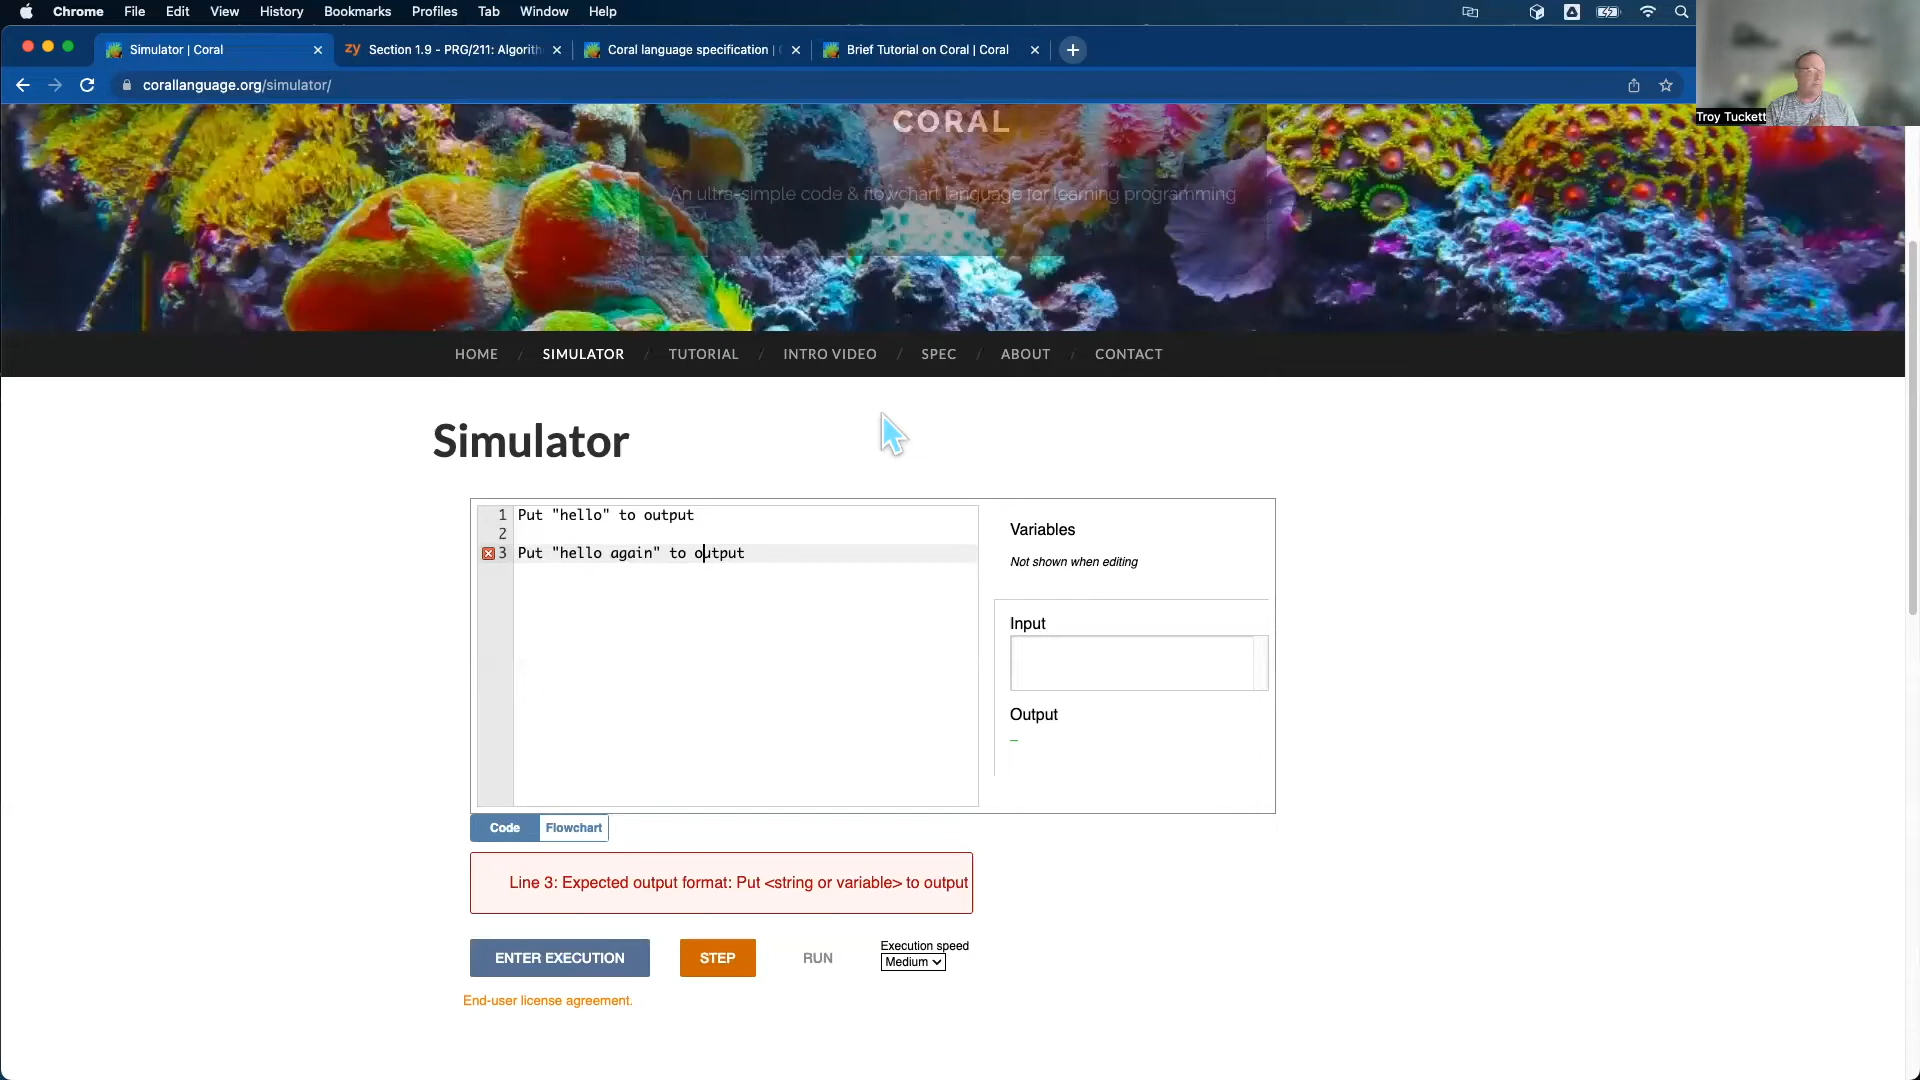 Chrome File Edit View History Bookmarks Profiles Tab Window Help
Simulator | Coral
zy Section 1.9 - PRG/211: Algorith
Coral language specification |
Brief Tutorial on Coral | Coral
corallanguage.org/simulator/
Troy Tuckett
CORAL
An ultra-simple code & flowchart language for learning programming
HOME / SIMULATOR / TUTORIAL / INTRO VIDEO / SPEC / ABOUT / CONTACT
Simulator
1 Put "hello" to output
2
3 Put "hello again" to output
Variables
Not shown when editing
Input
Output
Code Flowchart
Line 3: Expected output format: Put <string or variable> to output
ENTER EXECUTION STEP RUN
Execution speed
Medium
End-user license agreement.